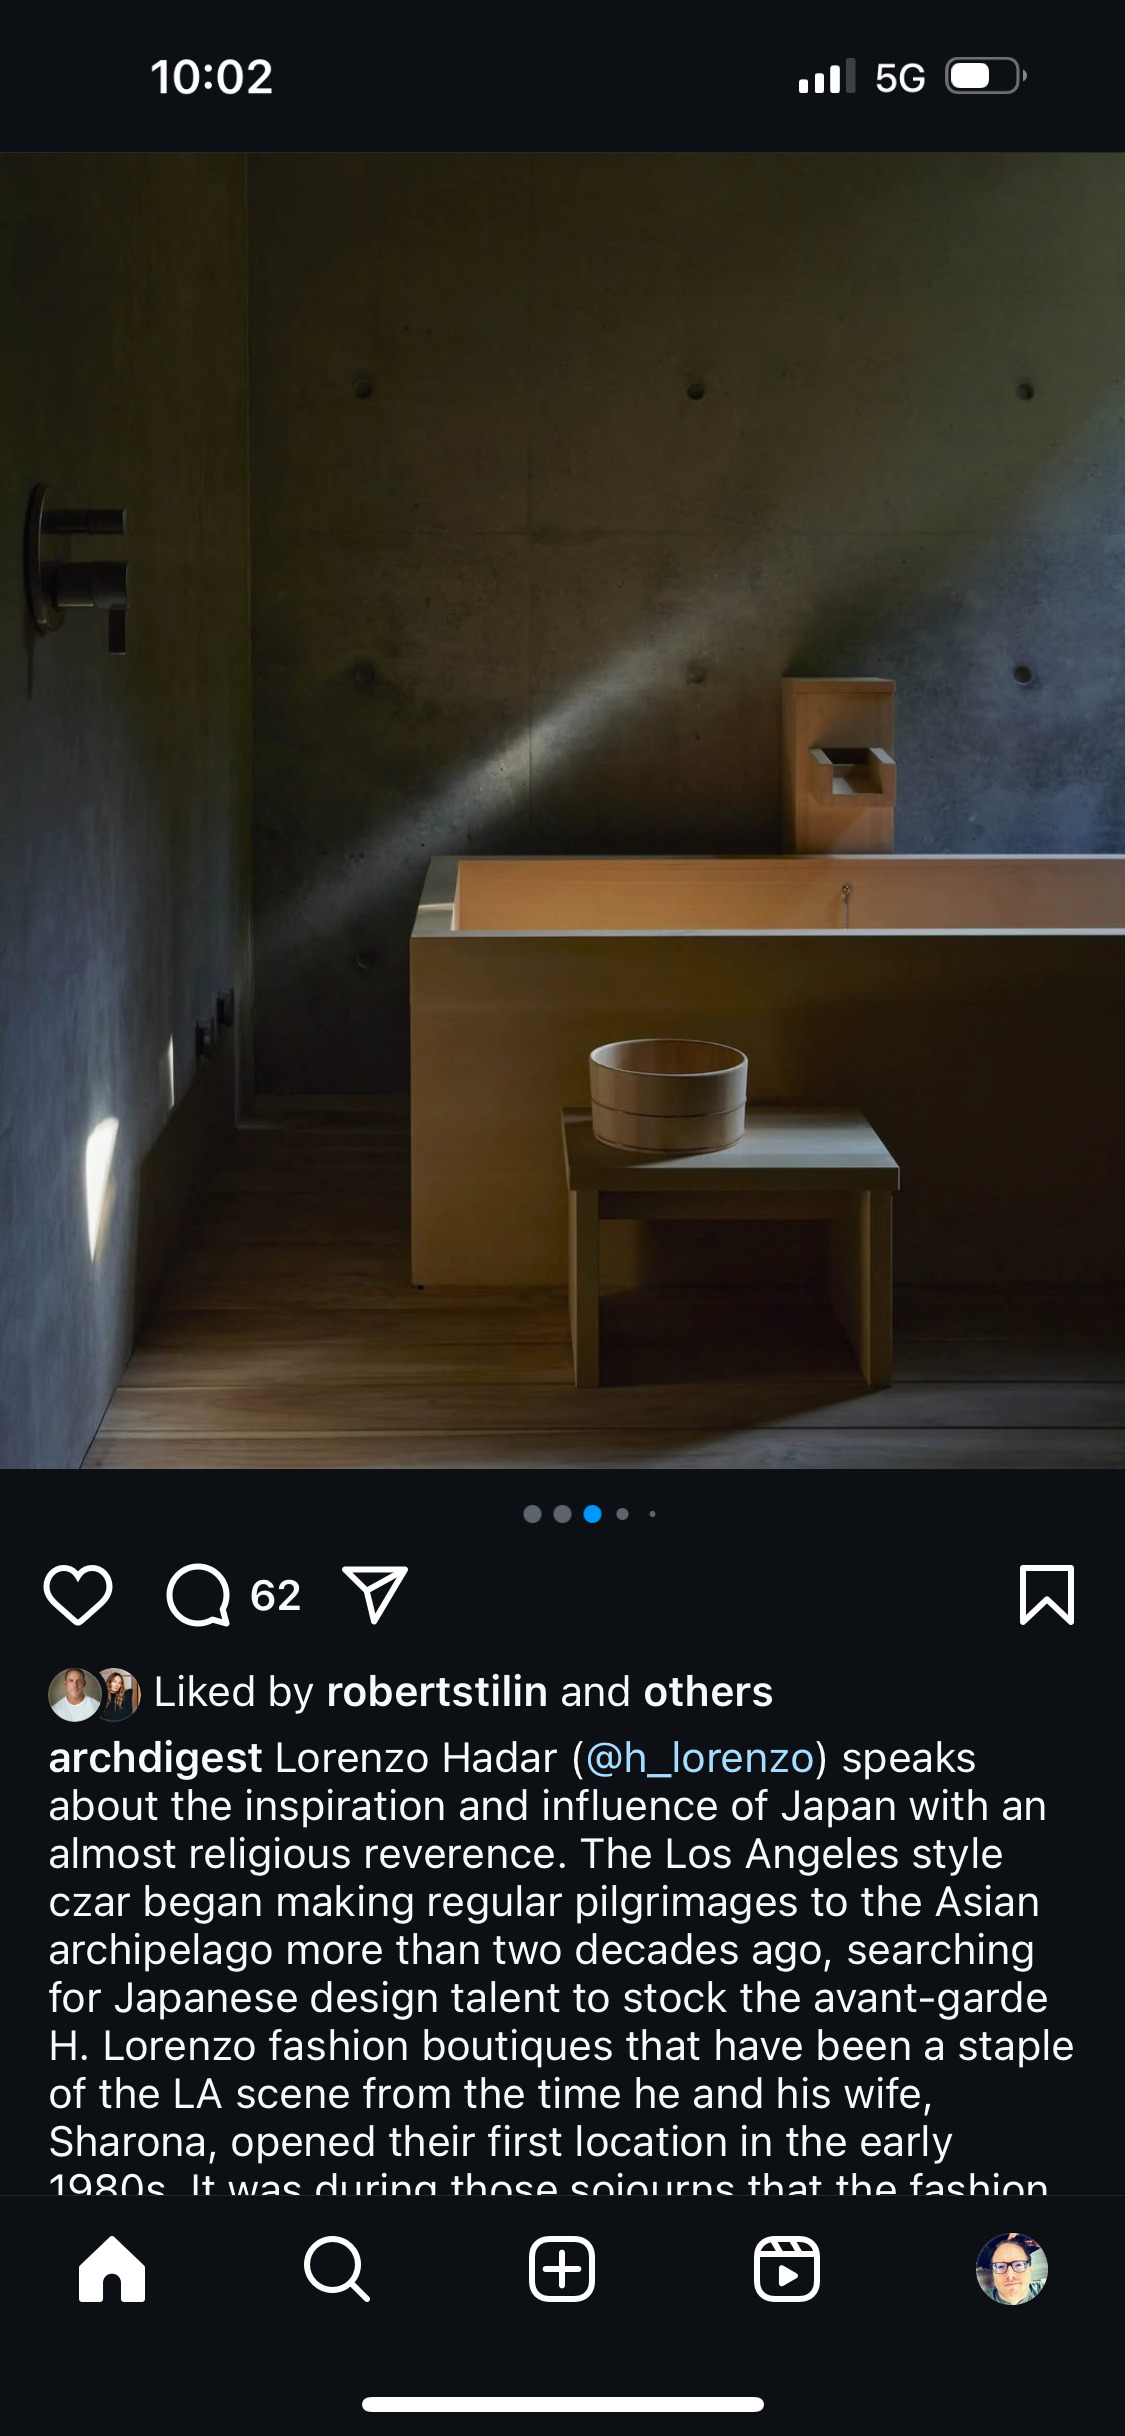 10:02 5G
62
Liked by robertstilin and others
archdigest Lorenzo Hadar (@h_lorenzo) speaks
about the inspiration and influence of Japan with an
almost religious reverence. The Los Angeles style
czar began making regular pilgrimages to the Asian
archipelago more than two decades ago, searching
for Japanese design talent to stock the avant-garde
H. Lorenzo fashion boutiques that have been a staple
of the LA scene from the time he and his wife,
Sharona, opened their first location in the early
1980s. It was during those sojourns that the fashion